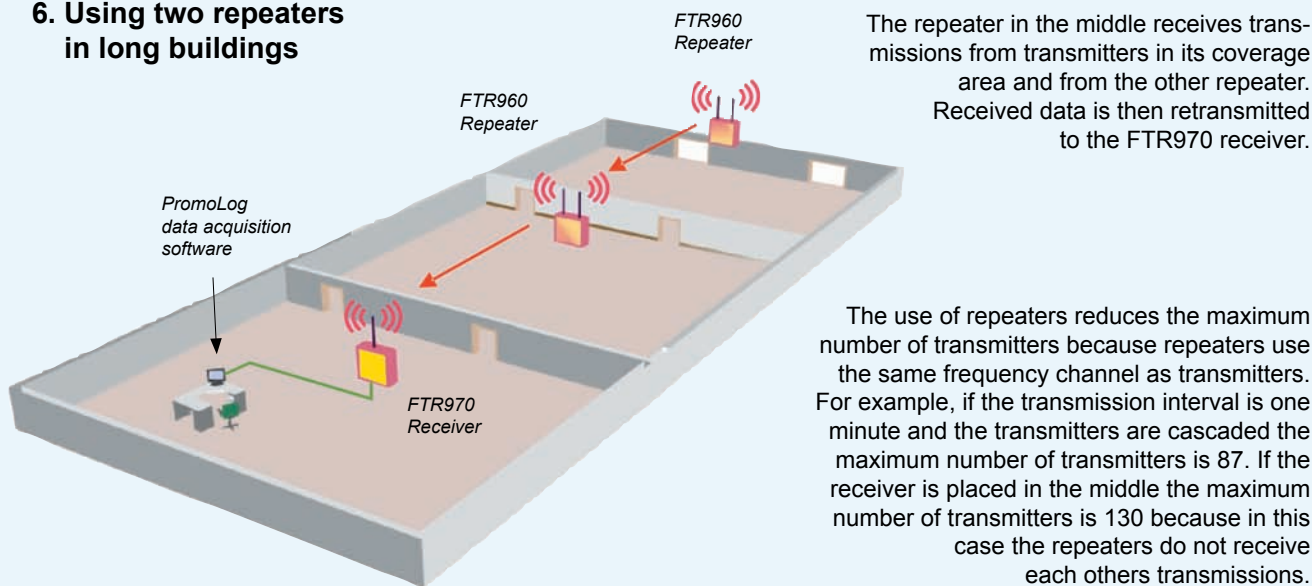 6. Using two repeaters
in long buildings
FTR960
Repeater
The repeater in the middle receives trans-
missions from transmitters in its coverage
area and from the other repeater.
Received data is then retransmitted
to the FTR970 receiver.
FTR960
Repeater
PromoLog
data acquisition
software
FTR970
Receiver
The use of repeaters reduces the maximum
number of transmitters because repeaters use
the same frequency channel as transmitters.
For example, if the transmission interval is one
minute and the transmitters are cascaded the
maximum number of transmitters is 87. If the
receiver is placed in the middle the maximum
number of transmitters is 130 because in this
case the repeaters do not receive
each others transmissions.